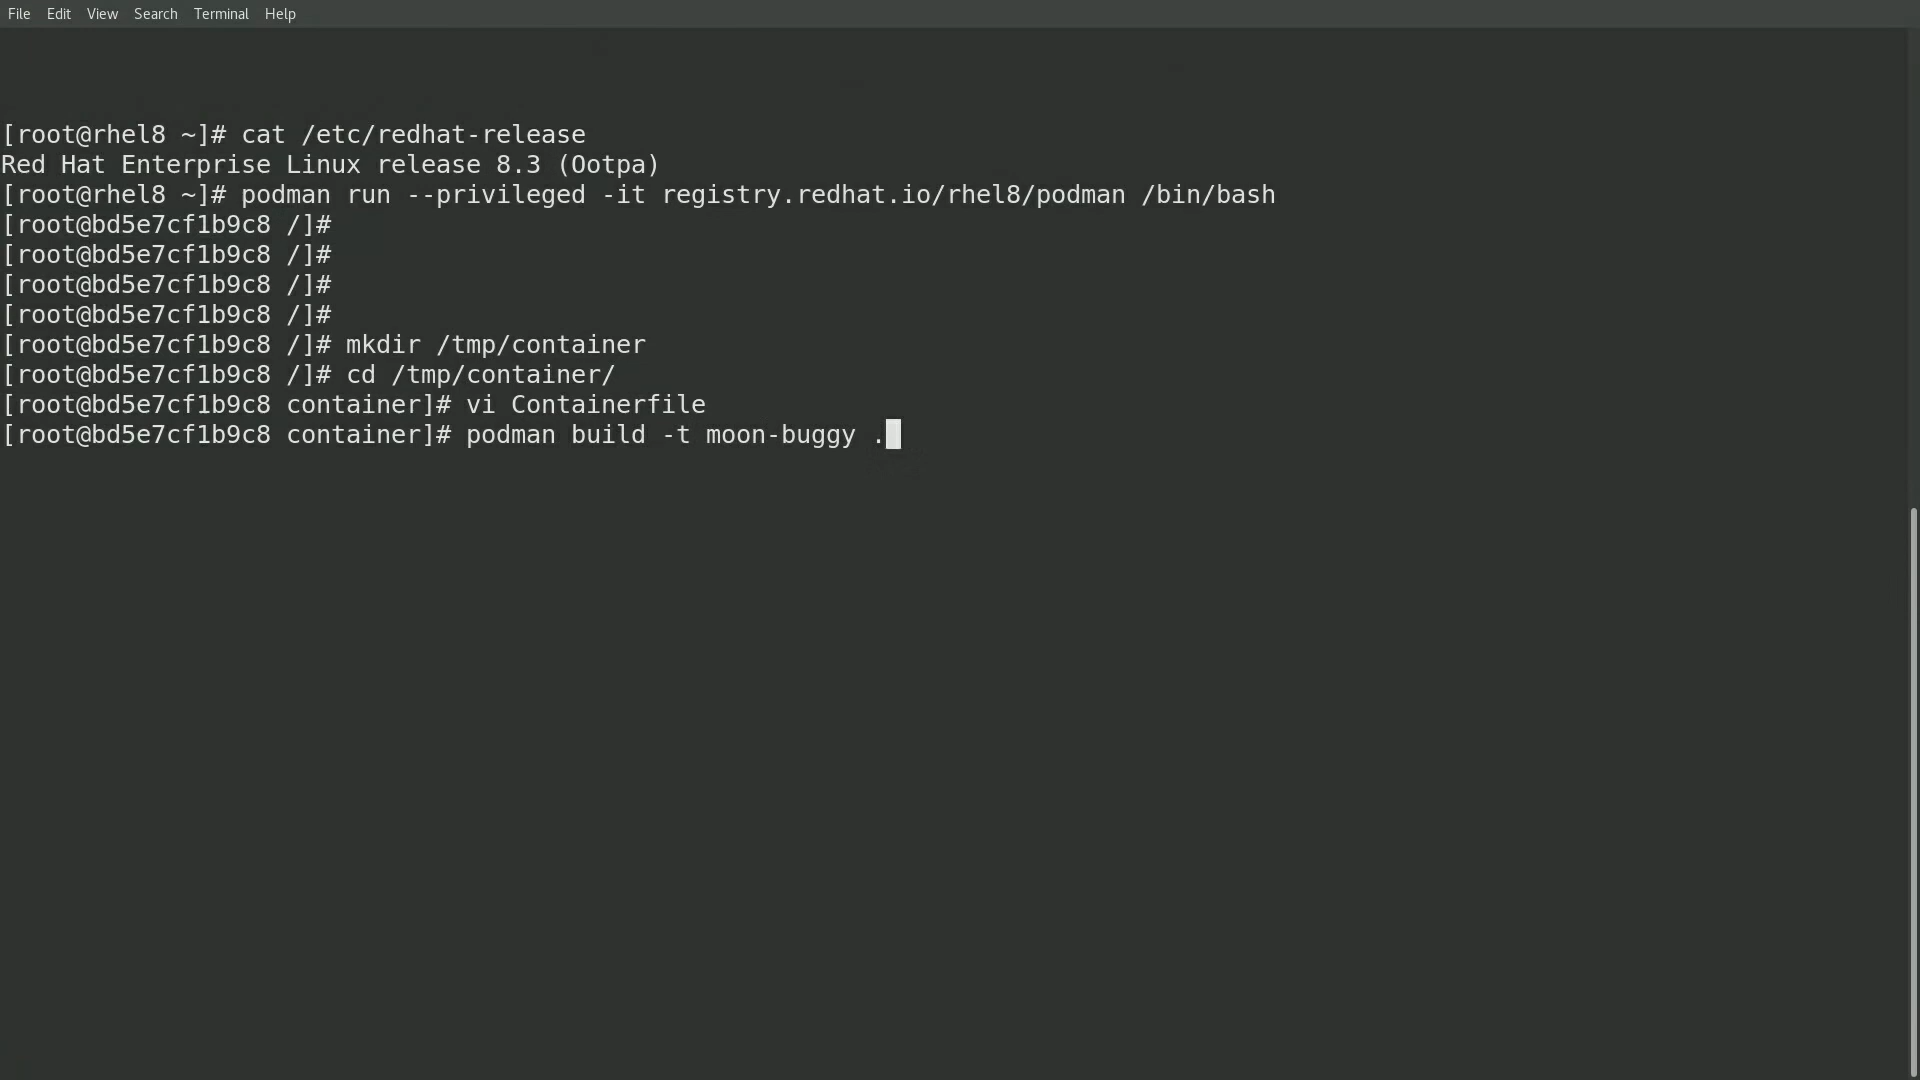 File Edit View Search Terminal Help
[root@rhel8 ~]# cat /etc/redhat-release
Red Hat Enterprise Linux release 8.3 (Ootpa)
[root@rhel8 ~]# podman run --privileged -it registry.redhat.io/rhel8/podman /bin/bash
[root@bd5e7cf1b9c8 /]#
[root@bd5e7cf1b9c8 /]#
[root@bd5e7cf1b9c8 /]#
[root@bd5e7cf1b9c8 /]#
[root@bd5e7cf1b9c8 /]# mkdir /tmp/container
[root@bd5e7cf1b9c8 /]# cd /tmp/container/
[root@bd5e7cf1b9c8 container]# vi Containerfile
[root@bd5e7cf1b9c8 container]# podman build -t moon-buggy .